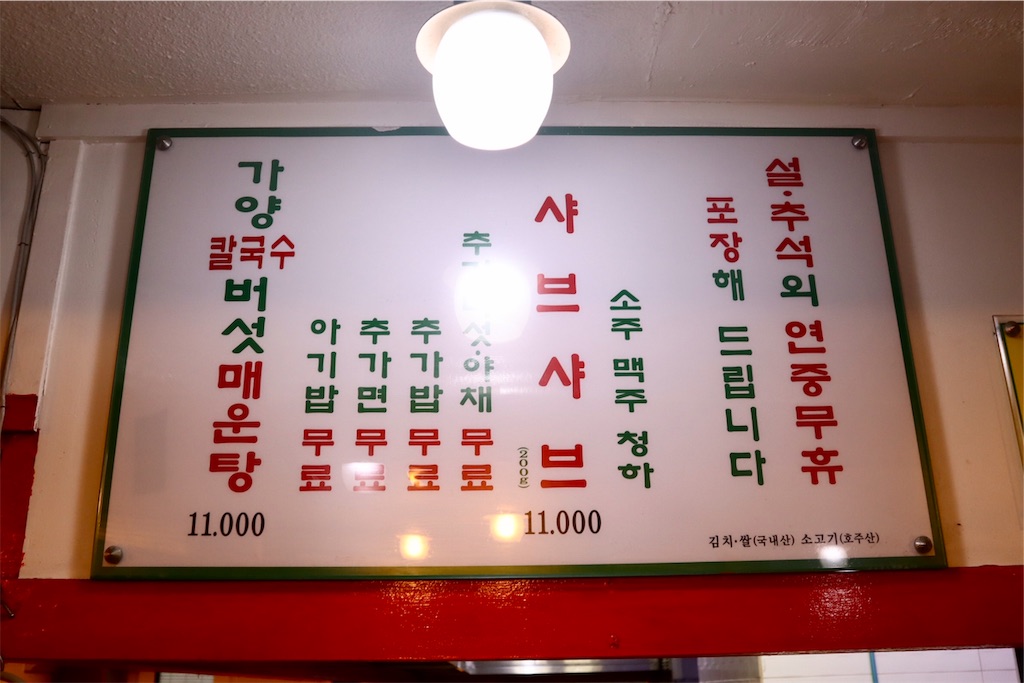 가양
칼국수
버섯매운탕
11.000
아기밥 무료
추가면 무료
추가밥 무료
야채 무료
샤브샤브
(200g)
11.000
소주 맥주 청하
포장해 드립니다
설·추석외 연중무휴
김치·쌀(국내산) 소고기(호주산)